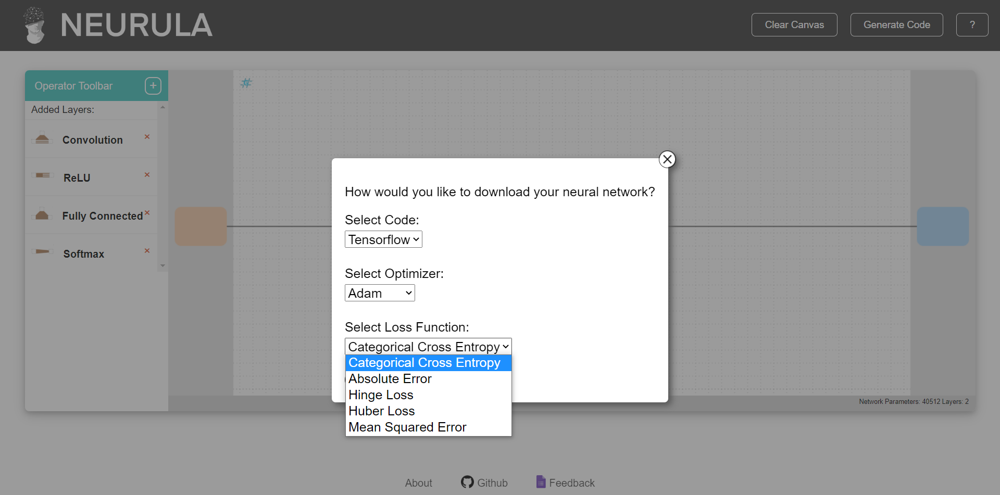 NEURULA
Clear Canvas
Generate Code
?
Operator Toolbar
+
Added Layers:
Convolution
×
ReLU
×
Fully Connected
×
Softmax
×
How would you like to download your neural network?
Select Code:
Tensorflow
Select Optimizer:
Adam
Select Loss Function:
Categorical Cross Entropy
Categorical Cross Entropy
Absolute Error
Hinge Loss
Huber Loss
Mean Squared Error
Network Parameters: 40512 Layers: 2
About
Github
Feedback